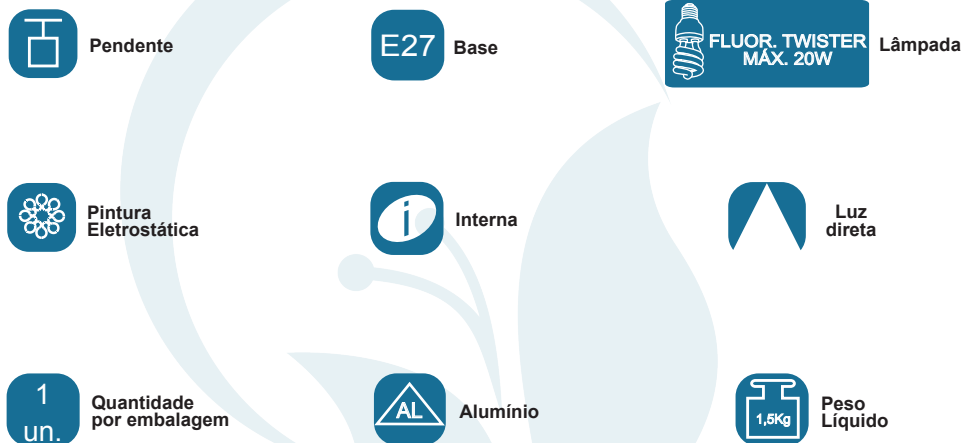 Pendente
E27
Base
FLUOR. TWISTER
MÁX. 20W
Lâmpada
Pintura
Eletrostática
i
Interna
Luz
direta
1
un.
Quantidade
por embalagem
AL
Alumínio
1,5Kg
Peso
Líquido